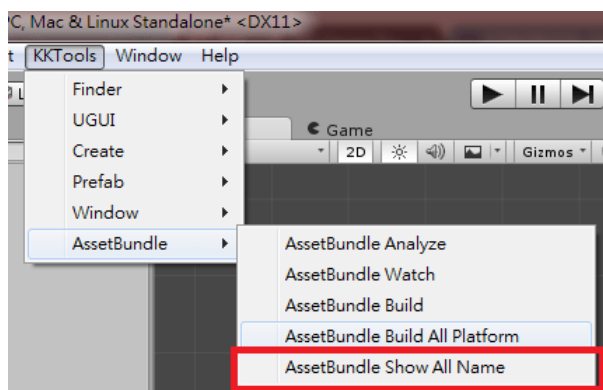 PC, Mac & Linux Standalone* <DX11>
t KKTools Window Help
Finder
UGUI
Create
Prefab
Window
AssetBundle
Game
2D
Gizmos
AssetBundle Analyze
AssetBundle Watch
AssetBundle Build
AssetBundle Build All Platform
AssetBundle Show All Name